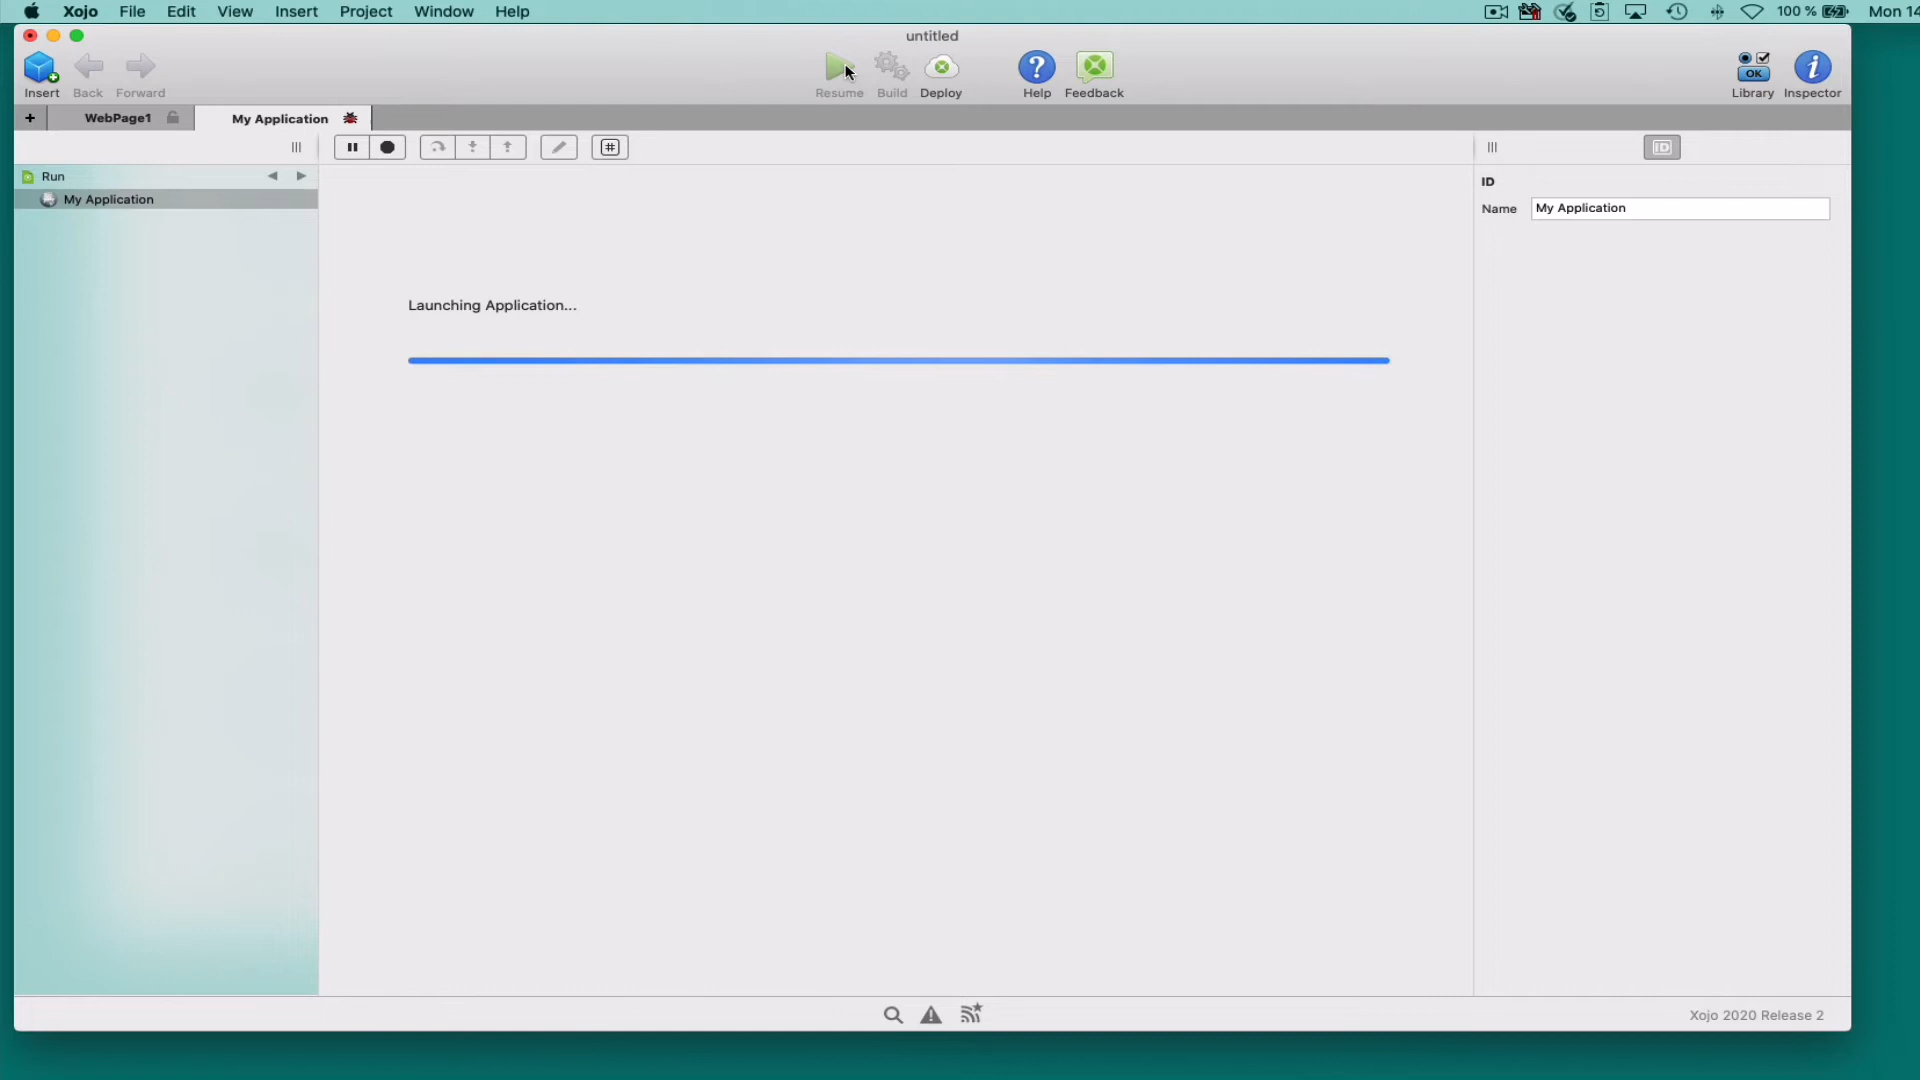 Xojo File Edit View Insert Project Window Help 100 % Mon 14
untitled
Insert Back Forward Resume Build Deploy Help Feedback OK Library Inspector
+ WebPage1 My Application
ID
Run
My Application
ID
Name My Application
Launching Application...
Xojo 2020 Release 2